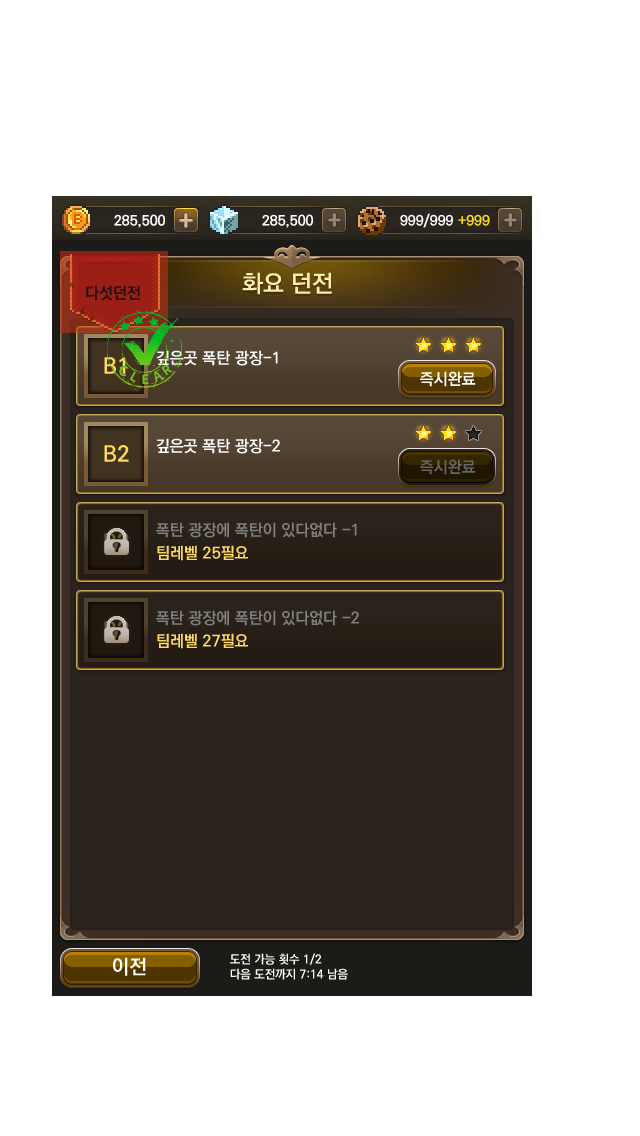 285,500
285,500
999/999 +999
다섯던전
화요 던전
B1
CLEAR
깊은곳 폭탄 광장-1
즉시완료
B2
깊은곳 폭탄 광장-2
즉시완료
폭탄 광장에 폭탄이 있다없다 -1
팀레벨 25필요
폭탄 광장에 폭탄이 있다없다 -2
팀레벨 27필요
이전
도전 가능 횟수 1/2
다음 도전까지 7:14 남음